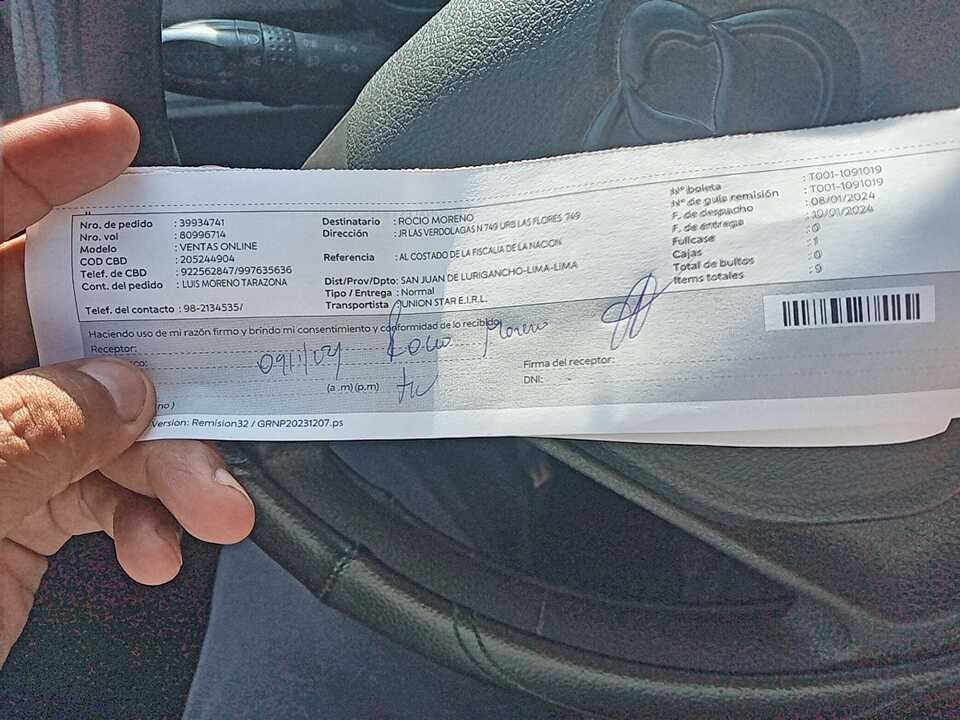 Nro. de pedido : 39934741
Nro. vol : 80996714
Modelo : VENTAS ONLINE
COD CBD : 205244904
Telef. de CBD : 922562847/997635636
Cont. del pedido : LUIS MORENO TARAZONA
Telef. del contacto : 98-2134535/
Destinatario : ROCIO MORENO
Dirección : JR LAS VERDOLAGAS N 749 URB LAS FLORES 749
Referencia : AL COSTADO DE LA FISCALIA DE LA NACION
Dist/Prov/Dpto: SAN JUAN DE LURIGANCHO-LIMA-LIMA
Tipo / Entrega : Normal
Transportista : UNION STAR E.I.R.L.
Nº boleta : T001-1091019
Nº de guía remisión : T001-1091019
F. de despacho : 08/01/2024
F. de entrega : 10/01/2024
Fullcase : 0
Cajas : 1
Total de bultos : 0
Items totales : 9
Haciendo uso de mi razón firmo y brindo mi consentimiento y conformidad de lo recibido
Receptor:
Rocio Moreno
(a .m) (p.m)
Firma del receptor:
DNI:
no )
Version: Remision32 / GRNP20231207.ps